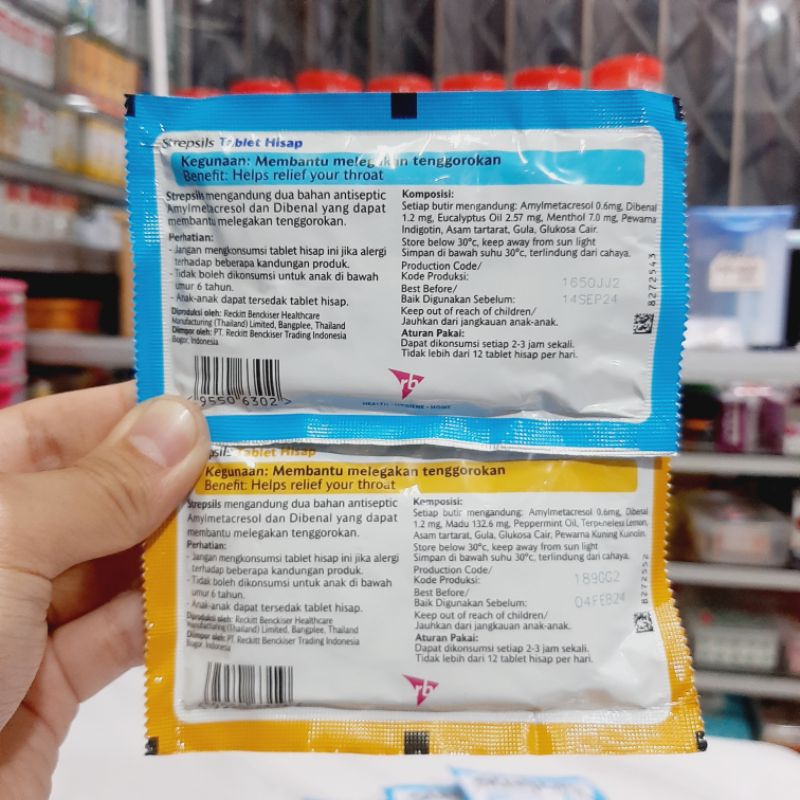 Strepsils Tablet Hisap
Kegunaan: Membantu melegakan tenggorokan
Benefit: Helps relief your throat
Strepsils mengandung dua bahan antiseptic
Amylmetacresol dan Dibenal yang dapat
membantu melegakan tenggorokan.
Perhatian:
- Jangan mengkonsumsi tablet hisap ini jika alergi
terhadap beberapa kandungan produk.
- Tidak boleh dikonsumsi untuk anak di bawah
umur 6 tahun.
- Anak-anak dapat tersedak tablet hisap.
Diproduksi oleh: Reckitt Benckiser Healthcare
Manufacturing (Thailand) Limited, Bangplee, Thailand
Diimpor oleh: PT. Reckitt Benckiser Trading Indonesia
Bogor, Indonesia
9550 6302 >
Komposisi:
Setiap butir mengandung: Amylmetacresol 0.6mg, Dibenal
1.2 mg, Eucalyptus Oil 2.57 mg, Menthol 7.0 mg, Pewarna
Indigotin, Asam tartarat, Gula, Glukosa Cair.
Store below 30°c, keep away from sun light
Simpan di bawah suhu 30°c, terlindung dari cahaya.
Production Code/
Kode Produksi: 1650JJ2
Best Before/
Baik Digunakan Sebelum: 14SEP24
Keep out of reach of children/
Jauhkan dari jangkauan anak-anak.
Aturan Pakai:
Dapat dikonsumsi setiap 2-3 jam sekali.
Tidak lebih dari 12 tablet hisap per hari.
8272543
rb
HEALTH • HYGIENE • HOME
psils Tablet Hisap
Kegunaan: Membantu melegakan tenggorokan
Benefit: Helps relief your throat
Strepsils mengandung dua bahan antiseptic
Amylmetacresol dan Dibenal yang dapat
membantu melegakan tenggorokan.
Perhatian:
- Jangan mengkonsumsi tablet hisap ini jika alergi
terhadap beberapa kandungan produk.
- Tidak boleh dikonsumsi untuk anak di bawah
umur 6 tahun.
- Anak-anak dapat tersedak tablet hisap.
Diproduksi oleh: Reckitt Benckiser Healthcare
Manufacturing (Thailand) Limited, Bangplee, Thailand
Diimpor oleh: PT. Reckitt Benckiser Trading Indonesia
Bogor, Indonesia
Komposisi:
Setiap butir mengandung: Amylmetacresol 0.6mg, Dibenal
1.2 mg, Madu 132.6 mg, Peppermint Oil, Terpeneless Lemon,
Asam tartarat, Gula, Glukosa Cair, Pewarna Kuning Kunolin.
Store below 30°c, keep away from sun light
Simpan di bawah suhu 30°c, terlindung dari cahaya.
Production Code/
Kode Produksi: 189GG2
Best Before/
Baik Digunakan Sebelum: 04FEB24
Keep out of reach of children/
Jauhkan dari jangkauan anak-anak.
Aturan Pakai:
Dapat dikonsumsi setiap 2-3 jam sekali.
Tidak lebih dari 12 tablet hisap per hari.
8272552
rb